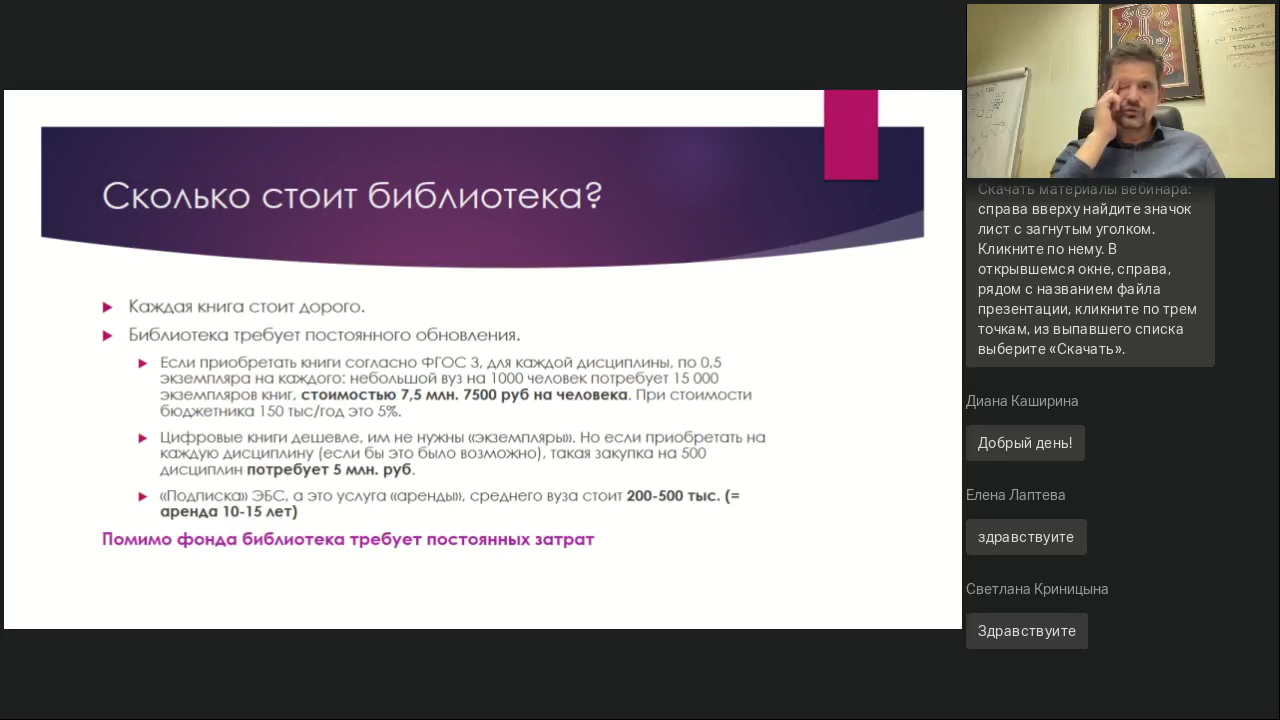 Сколько стоит библиотека?
Каждая книга стоит дорого.
Библиотека требует постоянного обновления.
Если приобретать книги согласно ФГОС 3, для каждой дисциплины, по 0,5
экземпляра на каждого: небольшой вуз на 1000 человек потребует 15 000
экземпляров книг, стоимостью 7,5 млн. 7500 руб на человека. При стоимости
бюджетника 150 тыс/год это 5%.
Цифровые книги дешевле, им не нужны «экземпляры». Но если приобретать на
каждую дисциплину (если бы это было возможно), такая закупка на 500
дисциплин потребует 5 млн. руб.
«Подписка» ЭБС, а это услуга «аренды», среднего вуза стоит 200-500 тыс. (=
аренда 10-15 лет)
Помимо фонда библиотека требует постоянных затрат
Скачать материалы вебинара:
справа вверху найдите значок
лист с загнутым уголком.
Кликните по нему. В
открывшемся окне, справа,
рядом с названием файла
презентации, кликните по трем
точкам, из выпавшего списка
выберите «Скачать».
Диана Каширина
Добрый день!
Елена Лаптева
здравствуите
Светлана Криницына
Здравствуите